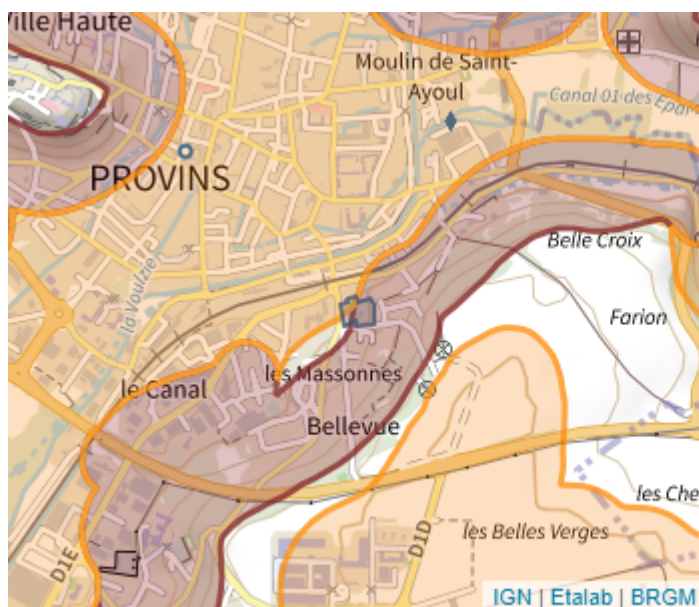 Ville Haute
Moulin de Saint-
Ayoul
Canal 01 des
PROVINS
la Voulzie
Belle Croix
Farion
les Massonnes
le Canal
Bellevue
les Che
les Belles Verges
D1D
D1E
IGN | Etalab | BRGM